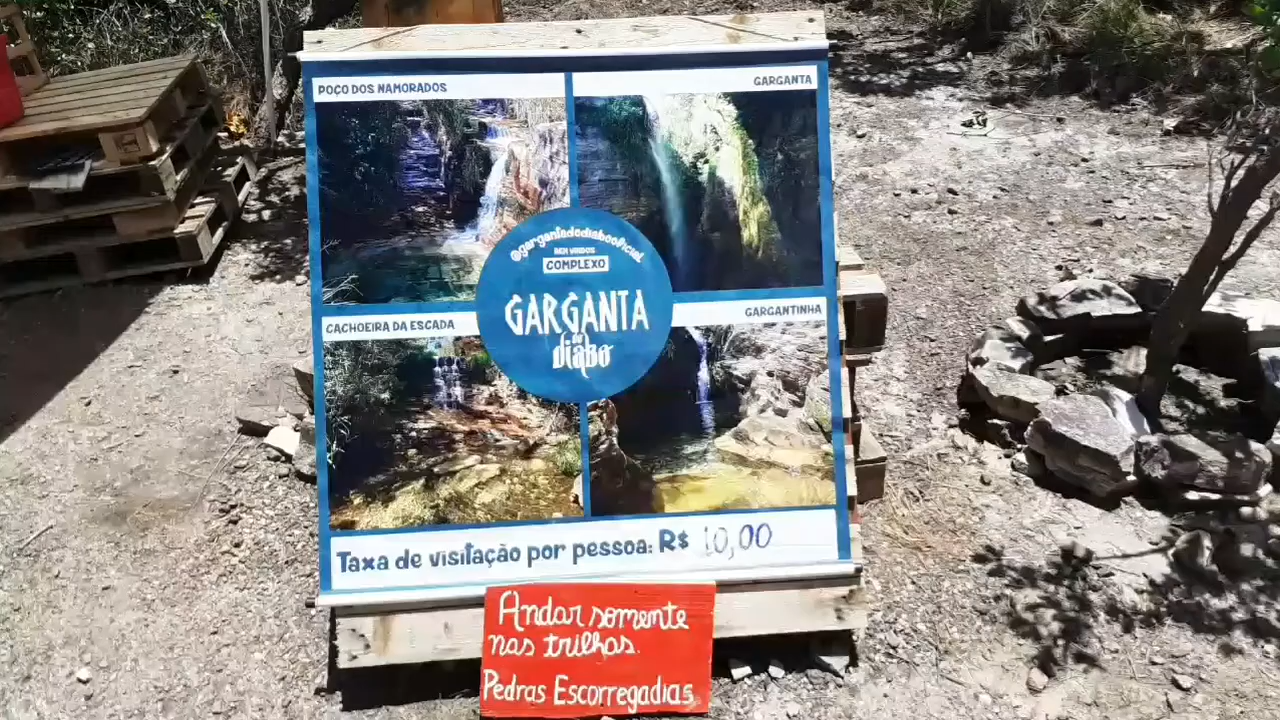 POÇO DOS NAMORADOS
GARGANTA
@gargantadodiabooficial
BEM VINDOS
COMPLEXO
GARGANTA
do
diabo
CACHOEIRA DA ESCADA
GARGANTINHA
Taxa de visitação por pessoa: R$ 10,00
Andar somente
nas trilhas.
Pedras Escorregadias